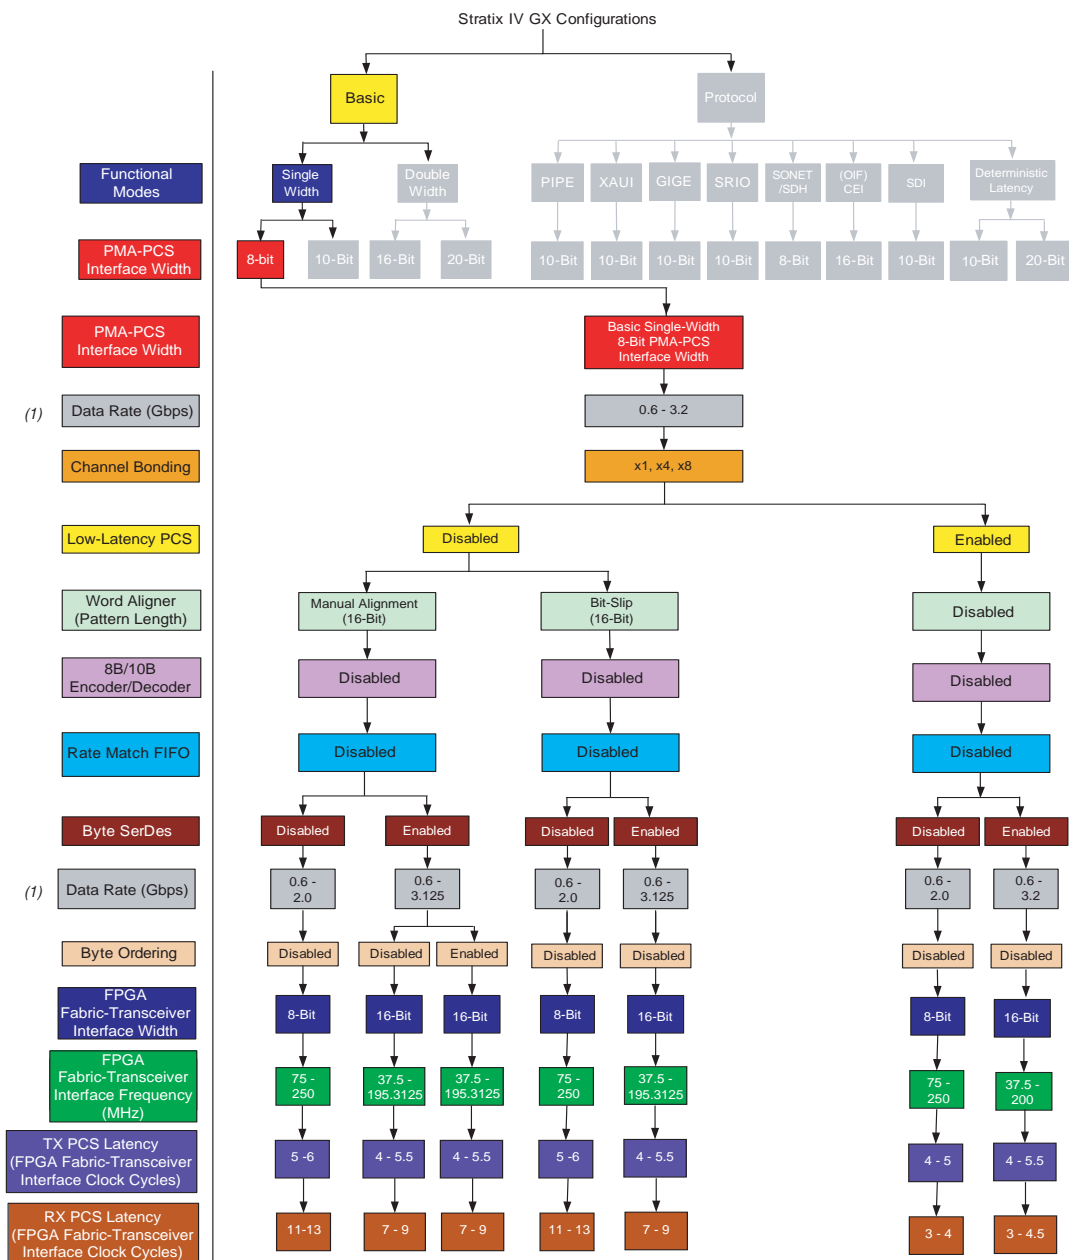 Stratix IV GX Configurations
Basic
Protocol
Functional
Modes
Single
Width
Double
Width
PIPE
XAUI
GIGE
SRIO
SONET
/SDH
(OIF)
CEI
SDI
Deterministic
Latency
PMA-PCS
Interface Width
8-bit
10-Bit
16-Bit
20-Bit
10-Bit
10-Bit
10-Bit
10-Bit
8-Bit
16-Bit
10-Bit
10-Bit
20-Bit
PMA-PCS
Interface Width
Basic Single-Width
8-Bit PMA-PCS
Interface Width
(1)
Data Rate (Gbps)
0.6 - 3.2
Channel Bonding
x1, x4, x8
Low-Latency PCS
Disabled
Enabled
Word Aligner
(Pattern Length)
Manual Alignment
(16-Bit)
Bit-Slip
(16-Bit)
Disabled
8B/10B
Encoder/Decoder
Disabled
Disabled
Disabled
Rate Match FIFO
Disabled
Disabled
Disabled
Byte SerDes
Disabled
Enabled
Disabled
Enabled
Disabled
Enabled
(1)
Data Rate (Gbps)
0.6 -
2.0
0.6 -
3.125
0.6 -
2.0
0.6 -
3.125
0.6 -
2.0
0.6 -
3.2
Byte Ordering
Disabled
Disabled
Enabled
Disabled
Disabled
Disabled
Disabled
FPGA
Fabric-Transceiver
Interface Width
8-Bit
16-Bit
16-Bit
8-Bit
16-Bit
8-Bit
16-Bit
FPGA
Fabric-Transceiver
Interface Frequency
(MHz)
75 -
250
37.5 -
195.3125
37.5 -
195.3125
75 -
250
37.5 -
195.3125
75 -
250
37.5 -
200
TX PCS Latency
(FPGA Fabric-Transceiver
Interface Clock Cycles)
5 -6
4 - 5.5
4 - 5.5
5 -6
4 - 5.5
4 - 5
4 - 5.5
RX PCS Latency
(FPGA Fabric-Transceiver
Interface Clock Cycles)
11-13
7 - 9
7 - 9
11 - 13
7 - 9
3 - 4
3 - 4.5